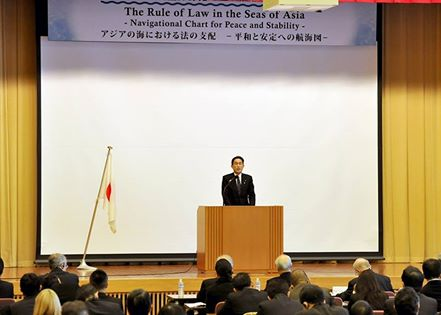 The Rule of Law in the Seas of Asia
- Navigational Chart for Peace and Stability -
アジアの海における法の支配　－平和と安定への航海図－